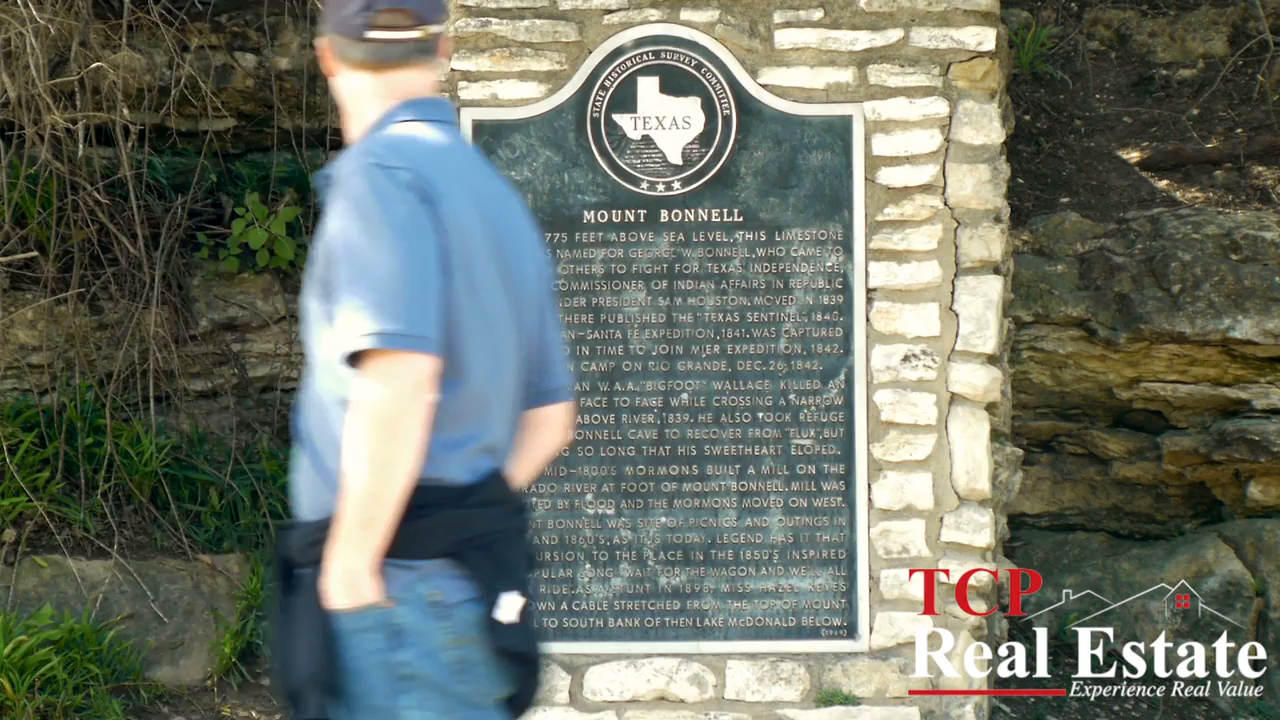 STATE HISTORICAL SURVEY COMMITTEE
TEXAS
MOUNT BONNELL
775 FEET ABOVE SEA LEVEL, THIS LIMESTONE
NAMED FOR GEORGE W. BONNELL, WHO CAME TO
OTHERS TO FIGHT FOR TEXAS INDEPENDENCE,
COMMISSIONER OF INDIAN AFFAIRS IN REPUBLIC
NDER PRESIDENT SAM HOUSTON. MOVED IN 1839
THERE PUBLISHED THE "TEXAS SENTINEL", 1840.
AN-SANTA FE EXPEDITION, 1841. WAS CAPTURED
IN TIME TO JOIN MIER EXPEDITION, 1842.
N CAMP ON RIO GRANDE, DEC. 26, 1842.
AN W.A.A. "BIGFOOT" WALLACE KILLED AN
FACE TO FACE WHILE CROSSING A NARROW
ABOVE RIVER, 1839. HE ALSO TOOK REFUGE
BONNELL CAVE TO RECOVER FROM "FLUX", BUT
G SO LONG THAT HIS SWEETHEART ELOPED.
MID-1800'S MORMONS BUILT A MILL ON THE
RADO RIVER AT FOOT OF MOUNT BONNELL. MILL WAS
ED BY FLOOD AND THE MORMONS MOVED ON WEST.
NT BONNELL WAS SITE OF PICNICS AND OUTINGS IN
AND 1860'S, AS IT IS TODAY. LEGEND HAS IT THAT
URSION TO THE PLACE IN THE 1850'S INSPIRED
PULAR SONG "WAIT FOR THE WAGON AND WE'LL ALL
RIDE. AS A STUNT IN 1898, MISS HAZEL KEYES
OWN A CABLE STRETCHED FROM THE TOP OF MOUNT
L TO SOUTH BANK OF THEN LAKE McDONALD BELOW.
(1969)
TCP
Real Estate
Experience Real Value